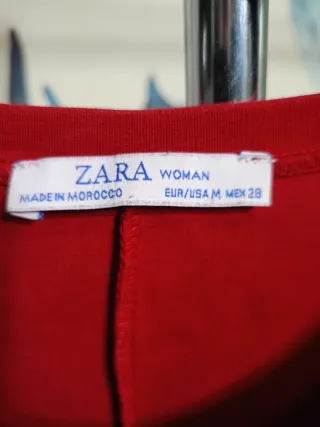 ZARA WOMAN
MADE IN MOROCCO EUR/USA M MEX 28